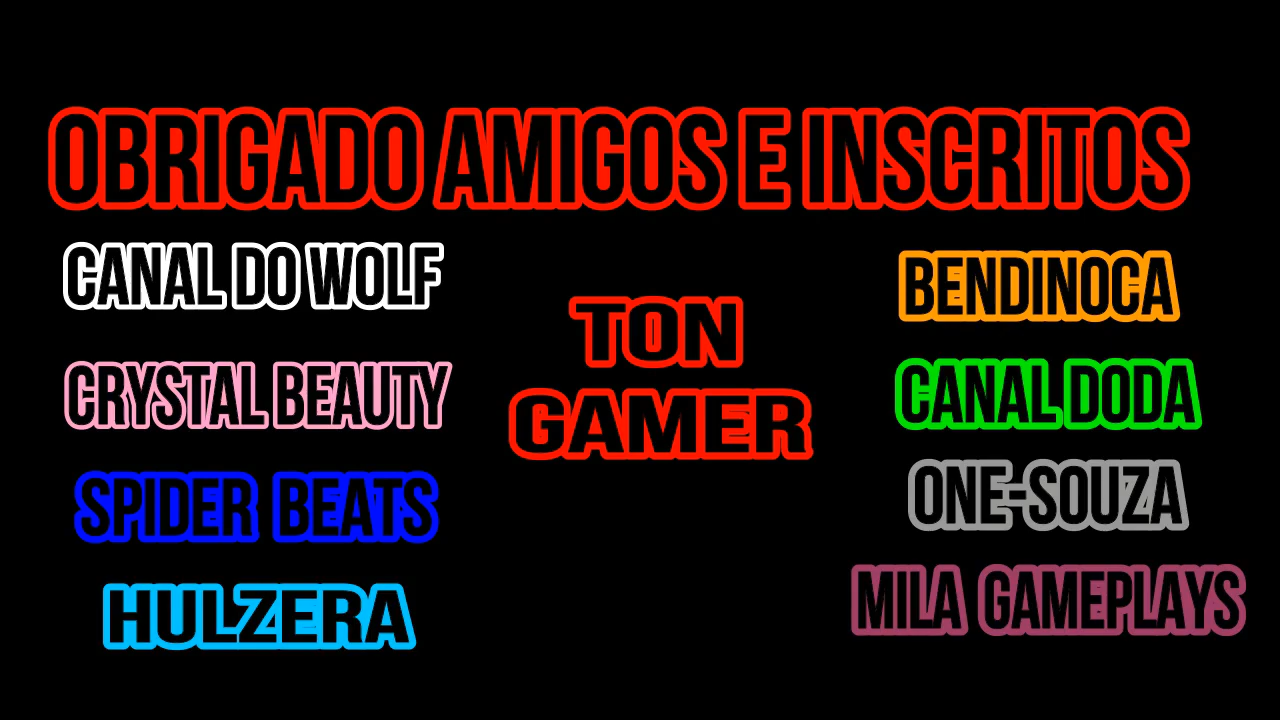 OBRIGADO AMIGOS E INSCRITOS
CANAL DO WOLF
CRYSTAL BEAUTY
SPIDER BEATS
HULZERA
TON
GAMER
BENDINOCA
CANAL DODA
ONE-SOUZA
MILA GAMEPLAYS